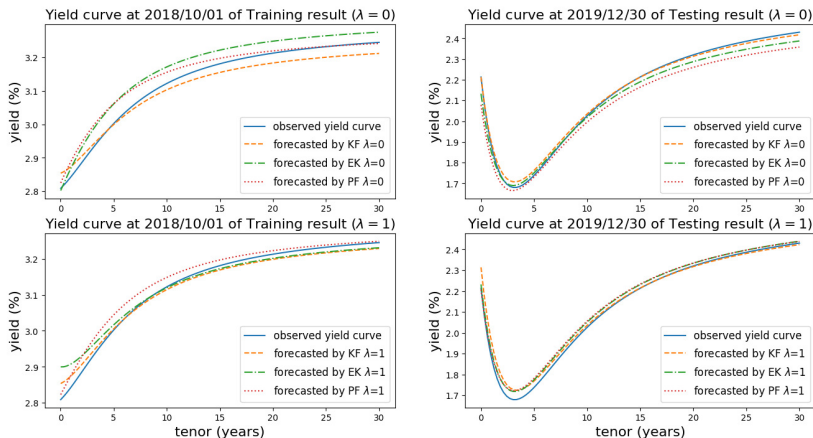 Yield curve at 2018/10/01 of Training result (λ = 0)
yield (%)
3.2
3.1
3.0
2.9
2.8
observed yield curve
forecasted by KF λ=0
forecasted by EK λ=0
forecasted by PF λ=0
0 5 10 15 20 25 30
Yield curve at 2019/12/30 of Testing result (λ = 0)
yield (%)
2.4
2.3
2.2
2.1
2.0
1.9
1.8
1.7
observed yield curve
forecasted by KF λ=0
forecasted by EK λ=0
forecasted by PF λ=0
0 5 10 15 20 25 30
Yield curve at 2018/10/01 of Training result (λ = 1)
yield (%)
3.2
3.1
3.0
2.9
2.8
observed yield curve
forecasted by KF λ=1
forecasted by EK λ=1
forecasted by PF λ=1
0 5 10 15 20 25 30
tenor (years)
Yield curve at 2019/12/30 of Testing result (λ = 1)
yield (%)
2.4
2.3
2.2
2.1
2.0
1.9
1.8
1.7
observed yield curve
forecasted by KF λ=1
forecasted by EK λ=1
forecasted by PF λ=1
0 5 10 15 20 25 30
tenor (years)